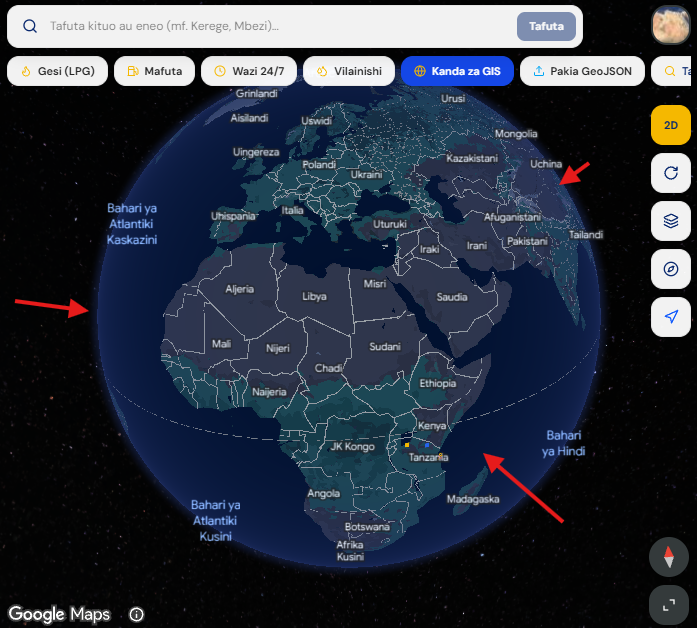 Tafuta kituo au eneo (mf. Kerege, Mbezi)...
Tafuta
Gesi (LPG)
Mafuta
Wazi 24/7
Vilainishi
Kanda za GIS
Pakia GeoJSON
Ta
2D
Grinlandi
Urusi
Aisilandi
Uswidi
Mongolia
Uingereza
Polandi
Kazakistani
Uchina
Ukraini
Bahari ya
Atlantiki
Kaskazini
Uhispania
Italia
Uturuki
Afuganistani
Tailandi
Iraki
Irani
Pakistani
Aljeria
Libya
Misri
Saudia
Mali
Nijeri
Sudani
Chadi
Naijeria
Ethiopia
Kenya
JK Kongo
Tanzania
Bahari
ya Hindi
Angola
Madagaska
Bahari ya
Atlantiki
Kusini
Botswana
Afrika
Kusini
Google Maps